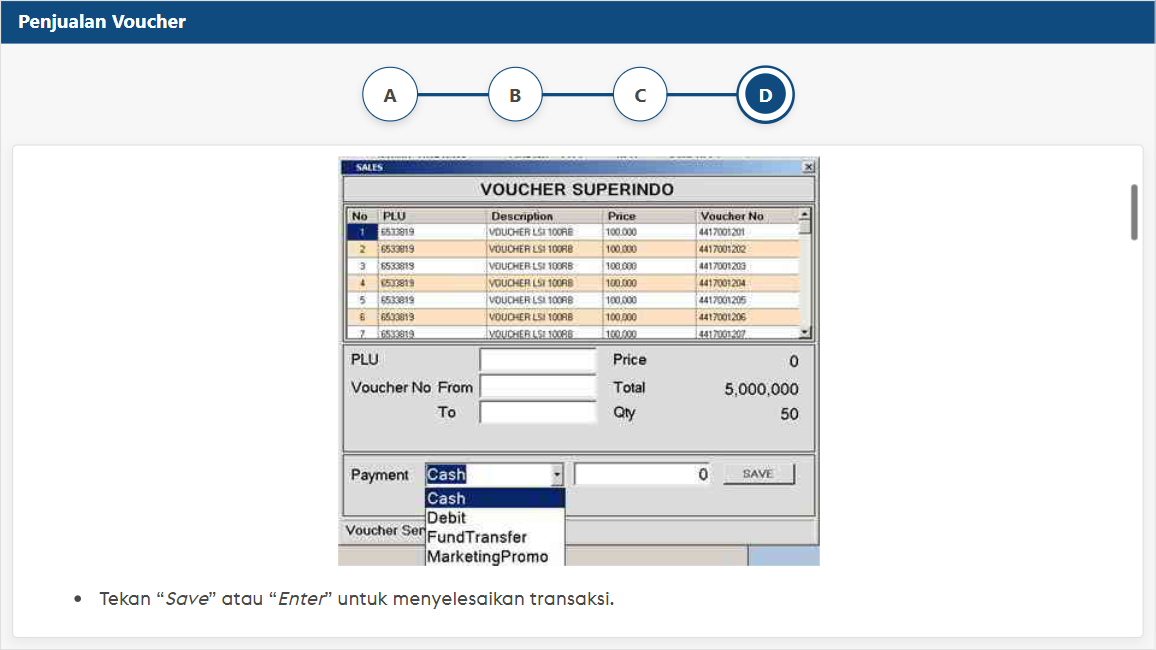 Penjualan Voucher
A B C D
SALES
VOUCHER SUPERINDO
No PLU Description Price Voucher No
1 6533819 VOUCHER LSI 100RB 100,000 4417001201
2 6533819 VOUCHER LSI 100RB 100,000 4417001202
3 6533819 VOUCHER LSI 100RB 100,000 4417001203
4 6533819 VOUCHER LSI 100RB 100,000 4417001204
5 6533819 VOUCHER LSI 100RB 100,000 4417001205
6 6533819 VOUCHER LSI 100RB 100,000 4417001206
7 6533819 VOUCHER LSI 100RB 100,000 4417001207
PLU Price 0
Voucher No From Total 5,000,000
To Qty 50
Payment Cash 0 SAVE
Cash
Debit
Voucher Ser
FundTransfer
MarketingPromo
• Tekan “Save” atau “Enter” untuk menyelesaikan transaksi.